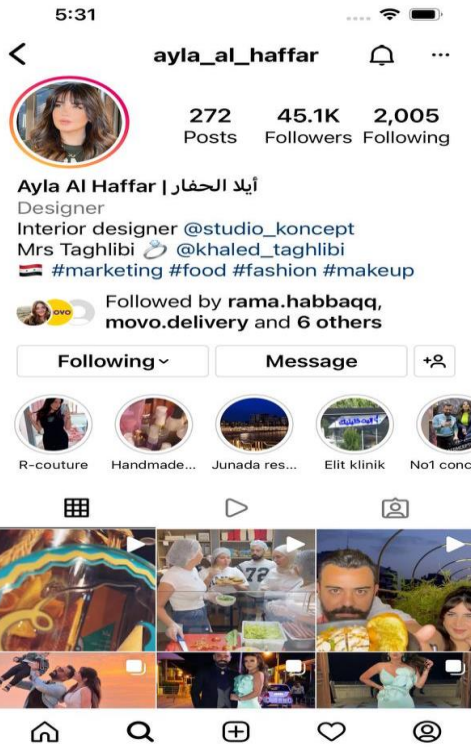 5:31
ayla_al_haffar
272 45.1K 2,005
Posts Followers Following
Ayla Al Haffar | أيلا الحفار
Designer
Interior designer @studio_koncept
Mrs Taghlibi 💍 @khaled_taghlibi
🇸🇾 #marketing #food #fashion #makeup
OVO
Followed by rama.habbaqq,
movo.delivery and 6 others
Following Message
R-couture Handmade... Junada res... Elit klinik No1 conc
72